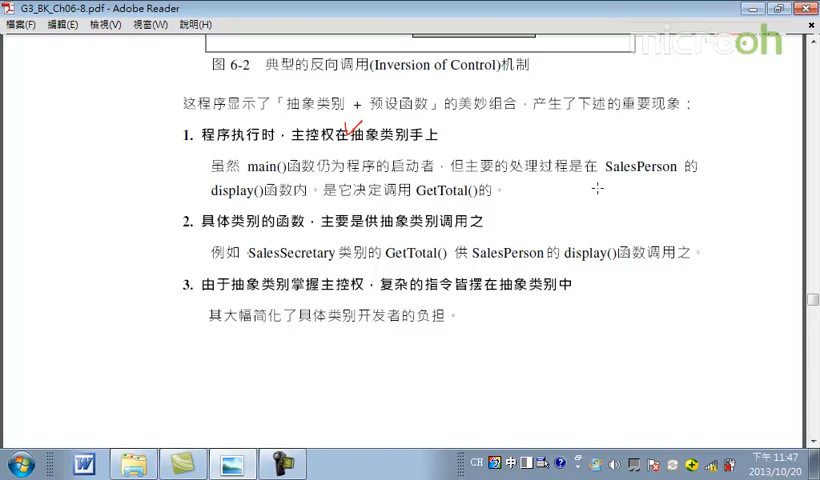 G3_BK_Ch06-8.pdf - Adobe Reader
檔案(F) 編輯(E) 檢視(V) 視窗(W) 說明(H)
microoh
图 6-2 典型的反向调用(Inversion of Control)机制
这程序显示了「抽象类别 + 预设函数」的美妙组合，产生了下述的重要现象：
1. 程序执行时，主控权在抽象类别手上
虽然 main()函数仍为程序的启动者，但主要的处理过程是在 SalesPerson 的
display()函数内。是它决定调用 GetTotal()的。
2. 具体类别的函数，主要是供抽象类别调用之
例如 SalesSecretary 类别的 GetTotal() 供 SalesPerson 的 display()函数调用之。
3. 由于抽象类别掌握主控权，复杂的指令皆摆在抽象类别中
其大幅简化了具体类别开发者的负担。
CH 中
下午 11:47
2013/10/20